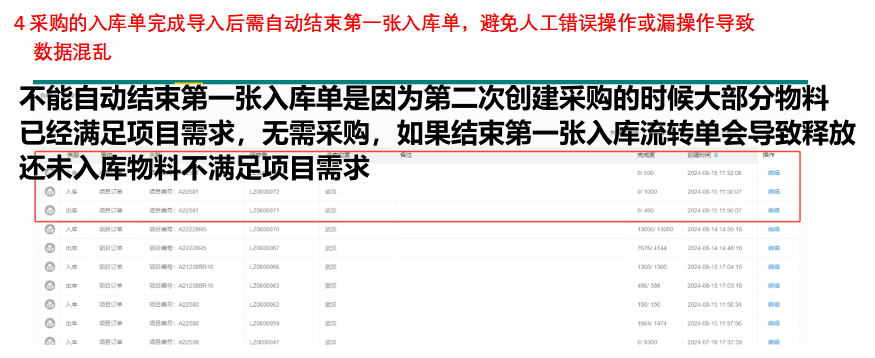 4 采购的入库单完成导入后需自动结束第一张入库单，避免人工错误操作或漏操作导致
数据混乱
不能自动结束第一张入库单是因为第二次创建采购的时候大部分物料
已经满足项目需求，无需采购，如果结束第一张入库流转单会导致释放
还未入库物料不满足项目需求
备注 完成度 创建时间 操作
0/ 500 2024-08-16 11:52:06 编辑
入库 项目订单 项目编号：A22581 LZ0000072 武汉 0/ 1000 2024-08-15 11:50:07 编辑
出库 项目订单 项目编号：A22581 LZ0000071 武汉 0/ 460 2024-08-15 11:50:07 编辑
入库 项目订单 项目编号：A22228R5 LZ0000070 武汉 13000/ 13000 2024-08-14 14:50:18 编辑
出库 项目订单 项目编号：A22228R5 LZ0000067 武汉 7676/ 4144 2024-08-14 14:48:16 编辑
入库 项目订单 项目编号：A21238BR10 LZ0000066 武汉 1300/ 1300 2024-08-13 17:04:15 编辑
出库 项目订单 项目编号：A21238BR10 LZ0000063 武汉 486/ 388 2024-08-13 17:03:18 编辑
入库 项目订单 项目编号：A22580 LZ0000062 武汉 150/ 150 2024-08-13 11:58:34 编辑
出库 项目订单 项目编号：A22580 LZ0000059 武汉 1664/ 1474 2024-08-13 11:57:56 编辑
入库 项目订单 项目编号：A22558 LZ0000047 武汉 0/ 9300 2024-07-19 17:37:39 编辑